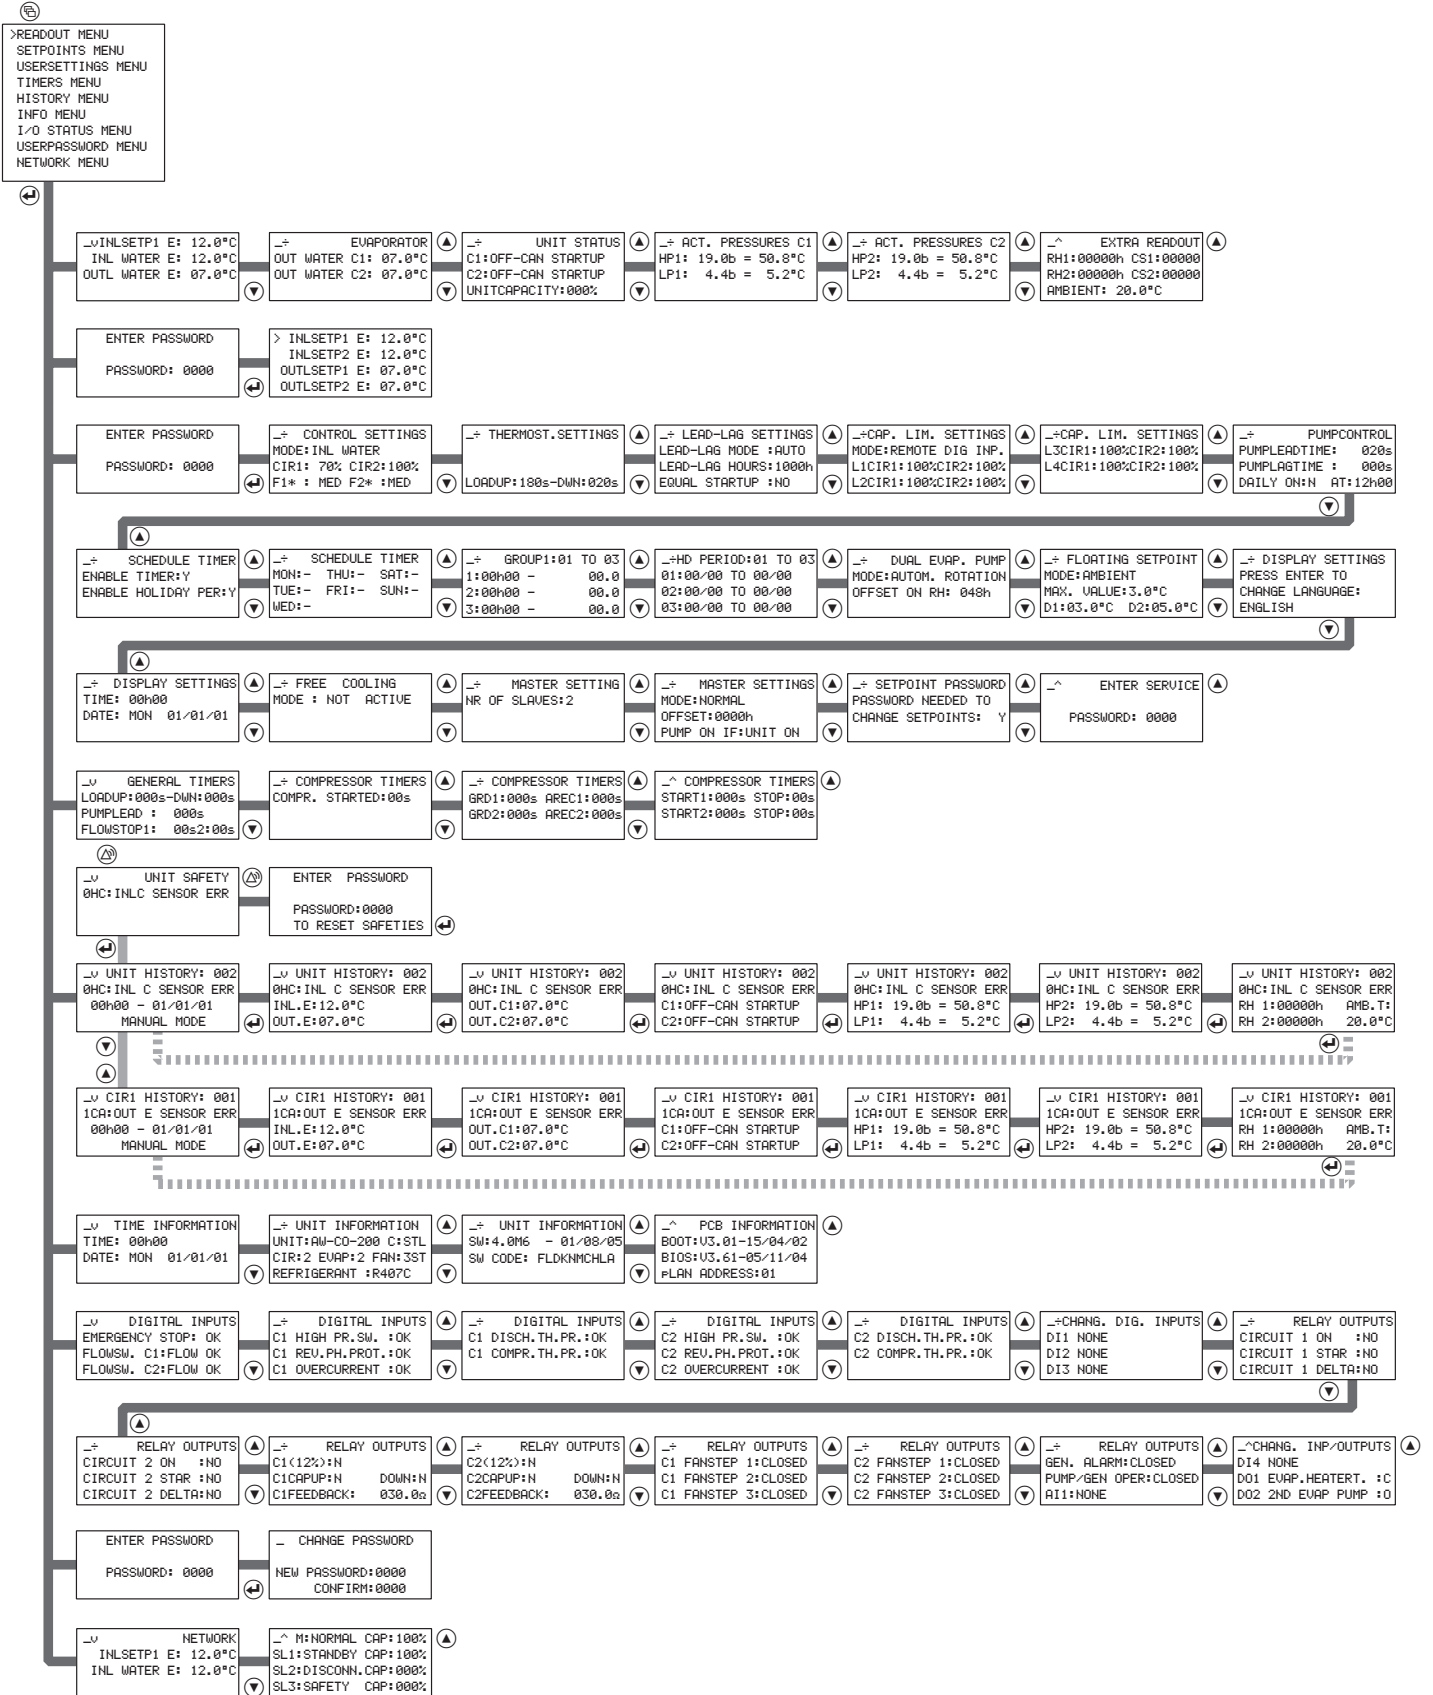 >READOUT MENU
SETPOINTS MENU
USERSETTINGS MENU
TIMERS MENU
HISTORY MENU
INFO MENU
I/O STATUS MENU
USERPASSWORD MENU
NETWORK MENU
_vINLSETP1 E: 12.0°C
INL WATER E: 12.0°C
OUTL WATER E: 07.0°C
_÷ EVAPORATOR
OUT WATER C1: 07.0°C
OUT WATER C2: 07.0°C
_÷ UNIT STATUS
C1:OFF-CAN STARTUP
C2:OFF-CAN STARTUP
UNITCAPACITY:000%
_÷ ACT. PRESSURES C1
HP1: 19.0b = 50.8°C
LP1: 4.4b = 5.2°C
_÷ ACT. PRESSURES C2
HP2: 19.0b = 50.8°C
LP2: 4.4b = 5.2°C
_^ EXTRA READOUT
RH1:00000h CS1:00000
RH2:00000h CS2:00000
AMBIENT: 20.0°C
ENTER PASSWORD
PASSWORD: 0000
> INLSETP1 E: 12.0°C
INLSETP2 E: 12.0°C
OUTLSETP1 E: 07.0°C
OUTLSETP2 E: 07.0°C
ENTER PASSWORD
PASSWORD: 0000
_÷ CONTROL SETTINGS
MODE:INL WATER
CIR1: 70% CIR2:100%
F1* : MED F2* :MED
_÷ THERMOST.SETTINGS
LOADUP:180s-DWN:020s
_÷ LEAD-LAG SETTINGS
LEAD-LAG MODE :AUTO
LEAD-LAG HOURS:1000h
EQUAL STARTUP :NO
_÷CAP. LIM. SETTINGS
MODE:REMOTE DIG INP.
L1CIR1:100%CIR2:100%
L2CIR1:100%CIR2:100%
_÷CAP. LIM. SETTINGS
L3CIR1:100%CIR2:100%
L4CIR1:100%CIR2:100%
_÷ PUMPCONTROL
PUMPLEADTIME: 020s
PUMPLAGTIME : 000s
DAILY ON:N AT:12h00
_÷ SCHEDULE TIMER
ENABLE TIMER:Y
ENABLE HOLIDAY PER:Y
_÷ SCHEDULE TIMER
MON:- THU:- SAT:-
TUE:- FRI:- SUN:-
WED:-
_÷ GROUP1:01 TO 03
1:00h00 - 00.0
2:00h00 - 00.0
3:00h00 - 00.0
_÷HD PERIOD:01 TO 03
01:00/00 TO 00/00
02:00/00 TO 00/00
03:00/00 TO 00/00
_÷ DUAL EVAP. PUMP
MODE:AUTOM. ROTATION
OFFSET ON RH: 048h
_÷ FLOATING SETPOINT
MODE:AMBIENT
MAX. VALUE:3.0°C
D1:03.0°C D2:05.0°C
_÷ DISPLAY SETTINGS
PRESS ENTER TO
CHANGE LANGUAGE:
ENGLISH
_÷ DISPLAY SETTINGS
TIME: 00h00
DATE: MON 01/01/01
_÷ FREE COOLING
MODE : NOT ACTIVE
_÷ MASTER SETTING
NR OF SLAVES:2
_÷ MASTER SETTINGS
MODE:NORMAL
OFFSET:0000h
PUMP ON IF:UNIT ON
_÷ SETPOINT PASSWORD
PASSWORD NEEDED TO
CHANGE SETPOINTS: Y
_^ ENTER SERVICE
PASSWORD: 0000
_v GENERAL TIMERS
LOADUP:000s-DWN:000s
PUMPLEAD : 000s
FLOWSTOP1: 00s2:00s
_÷ COMPRESSOR TIMERS
COMPR. STARTED:00s
_÷ COMPRESSOR TIMERS
GRD1:000s AREC1:000s
GRD2:000s AREC2:000s
_^ COMPRESSOR TIMERS
START1:000s STOP:00s
START2:000s STOP:00s
_v UNIT SAFETY
0HC:INLC SENSOR ERR
ENTER PASSWORD
PASSWORD:0000
TO RESET SAFETIES
_v UNIT HISTORY: 002
0HC:INL C SENSOR ERR
00h00 - 01/01/01
MANUAL MODE
_v UNIT HISTORY: 002
0HC:INL C SENSOR ERR
INL.E:12.0°C
OUT.E:07.0°C
_v UNIT HISTORY: 002
0HC:INL C SENSOR ERR
OUT.C1:07.0°C
OUT.C2:07.0°C
_v UNIT HISTORY: 002
0HC:INL C SENSOR ERR
C1:OFF-CAN STARTUP
C2:OFF-CAN STARTUP
_v UNIT HISTORY: 002
0HC:INL C SENSOR ERR
HP1: 19.0b = 50.8°C
LP1: 4.4b = 5.2°C
_v UNIT HISTORY: 002
0HC:INL C SENSOR ERR
HP2: 19.0b = 50.8°C
LP2: 4.4b = 5.2°C
_v UNIT HISTORY: 002
0HC:INL C SENSOR ERR
RH 1:00000h AMB.T:
RH 2:00000h 20.0°C
_v CIR1 HISTORY: 001
1CA:OUT E SENSOR ERR
00h00 - 01/01/01
MANUAL MODE
_v CIR1 HISTORY: 001
1CA:OUT E SENSOR ERR
INL.E:12.0°C
OUT.E:07.0°C
_v CIR1 HISTORY: 001
1CA:OUT E SENSOR ERR
OUT.C1:07.0°C
OUT.C2:07.0°C
_v CIR1 HISTORY: 001
1CA:OUT E SENSOR ERR
C1:OFF-CAN STARTUP
C2:OFF-CAN STARTUP
_v CIR1 HISTORY: 001
1CA:OUT E SENSOR ERR
HP1: 19.0b = 50.8°C
LP1: 4.4b = 5.2°C
_v CIR1 HISTORY: 001
1CA:OUT E SENSOR ERR
HP2: 19.0b = 50.8°C
LP2: 4.4b = 5.2°C
_v CIR1 HISTORY: 001
1CA:OUT E SENSOR ERR
RH 1:00000h AMB.T:
RH 2:00000h 20.0°C
_v TIME INFORMATION
TIME: 00h00
DATE: MON 01/01/01
_÷ UNIT INFORMATION
UNIT:AW-CO-200 C:STL
CIR:2 EVAP:2 FAN:3ST
REFRIGERANT :R407C
_÷ UNIT INFORMATION
SW:4.0M6 - 01/08/05
SW CODE: FLDKNMCHLA
_^ PCB INFORMATION
BOOT:V3.01-15/04/02
BIOS:V3.61-05/11/04
pLAN ADDRESS:01
_v DIGITAL INPUTS
EMERGENCY STOP: OK
FLOWSW. C1:FLOW OK
FLOWSW. C2:FLOW OK
_÷ DIGITAL INPUTS
C1 HIGH PR.SW. :OK
C1 REV.PH.PROT.:OK
C1 OVERCURRENT :OK
_÷ DIGITAL INPUTS
C1 DISCH.TH.PR.:OK
C1 COMPR.TH.PR.:OK
_÷ DIGITAL INPUTS
C2 HIGH PR.SW. :OK
C2 REV.PH.PROT.:OK
C2 OVERCURRENT :OK
_÷ DIGITAL INPUTS
C2 DISCH.TH.PR.:OK
C2 COMPR.TH.PR.:OK
_÷CHANG. DIG. INPUTS
DI1 NONE
DI2 NONE
DI3 NONE
_÷ RELAY OUTPUTS
CIRCUIT 1 ON :NO
CIRCUIT 1 STAR :NO
CIRCUIT 1 DELTA:NO
_÷ RELAY OUTPUTS
CIRCUIT 2 ON :NO
CIRCUIT 2 STAR :NO
CIRCUIT 2 DELTA:NO
_÷ RELAY OUTPUTS
C1(12%):N
C1CAPUP:N DOWN:N
C1FEEDBACK: 030.0Ω
_÷ RELAY OUTPUTS
C2(12%):N
C2CAPUP:N DOWN:N
C2FEEDBACK: 030.0Ω
_÷ RELAY OUTPUTS
C1 FANSTEP 1:CLOSED
C1 FANSTEP 2:CLOSED
C1 FANSTEP 3:CLOSED
_÷ RELAY OUTPUTS
C2 FANSTEP 1:CLOSED
C2 FANSTEP 2:CLOSED
C2 FANSTEP 3:CLOSED
_÷ RELAY OUTPUTS
GEN. ALARM:CLOSED
PUMP/GEN OPER:CLOSED
AI1:NONE
_^CHANG. INP/OUTPUTS
DI4 NONE
DO1 EVAP.HEATERT. :C
DO2 2ND EVAP PUMP :O
ENTER PASSWORD
PASSWORD: 0000
_ CHANGE PASSWORD
NEW PASSWORD:0000
CONFIRM:0000
_v NETWORK
INLSETP1 E: 12.0°C
INL WATER E: 12.0°C
_^ M:NORMAL CAP:100%
SL1:STANDBY CAP:100%
SL2:DISCONN.CAP:000%
SL3:SAFETY CAP:000%